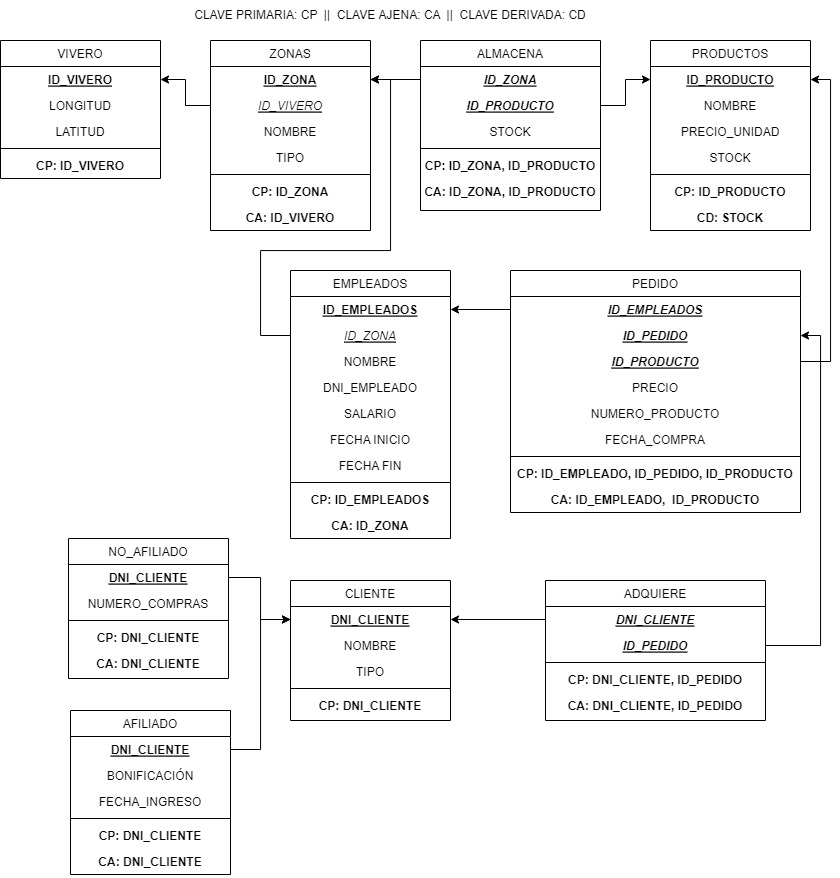 CLAVE PRIMARIA: CP || CLAVE AJENA: CA || CLAVE DERIVADA: CD
VIVERO
ID_VIVERO
LONGITUD
LATITUD
CP: ID_VIVERO
ZONAS
ID_ZONA
ID_VIVERO
NOMBRE
TIPO
CP: ID_ZONA
CA: ID_VIVERO
ALMACENA
ID_ZONA
ID_PRODUCTO
STOCK
CP: ID_ZONA, ID_PRODUCTO
CA: ID_ZONA, ID_PRODUCTO
PRODUCTOS
ID_PRODUCTO
NOMBRE
PRECIO_UNIDAD
STOCK
CP: ID_PRODUCTO
CD: STOCK
EMPLEADOS
ID_EMPLEADOS
ID_ZONA
NOMBRE
DNI_EMPLEADO
SALARIO
FECHA INICIO
FECHA FIN
CP: ID_EMPLEADOS
CA: ID_ZONA
PEDIDO
ID_EMPLEADOS
ID_PEDIDO
ID_PRODUCTO
PRECIO
NUMERO_PRODUCTO
FECHA_COMPRA
CP: ID_EMPLEADO, ID_PEDIDO, ID_PRODUCTO
CA: ID_EMPLEADO, ID_PRODUCTO
NO_AFILIADO
DNI_CLIENTE
NUMERO_COMPRAS
CP: DNI_CLIENTE
CA: DNI_CLIENTE
CLIENTE
DNI_CLIENTE
NOMBRE
TIPO
CP: DNI_CLIENTE
ADQUIERE
DNI_CLIENTE
ID_PEDIDO
CP: DNI_CLIENTE, ID_PEDIDO
CA: DNI_CLIENTE, ID_PEDIDO
AFILIADO
DNI_CLIENTE
BONIFICACIÓN
FECHA_INGRESO
CP: DNI_CLIENTE
CA: DNI_CLIENTE